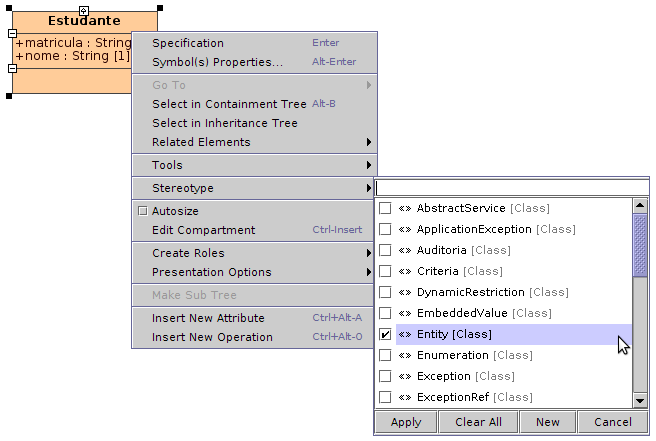 Estudante
+matricula : String
+nome : String [1]
Specification Enter
Symbol(s) Properties... Alt-Enter
Go To
Select in Containment Tree Alt-B
Select in Inheritance Tree
Related Elements
Tools
Stereotype
Autosize
Edit Compartment Ctrl-Insert
Create Roles
Presentation Options
Make Sub Tree
Insert New Attribute Ctrl+Alt-A
Insert New Operation Ctrl+Alt-O
«» AbstractService [Class]
«» ApplicationException [Class]
«» Auditoria [Class]
«» Criteria [Class]
«» DynamicRestriction [Class]
«» EmbeddedValue [Class]
«» Entity [Class]
«» Enumeration [Class]
«» Exception [Class]
«» ExceptionRef [Class]
Apply Clear All New Cancel